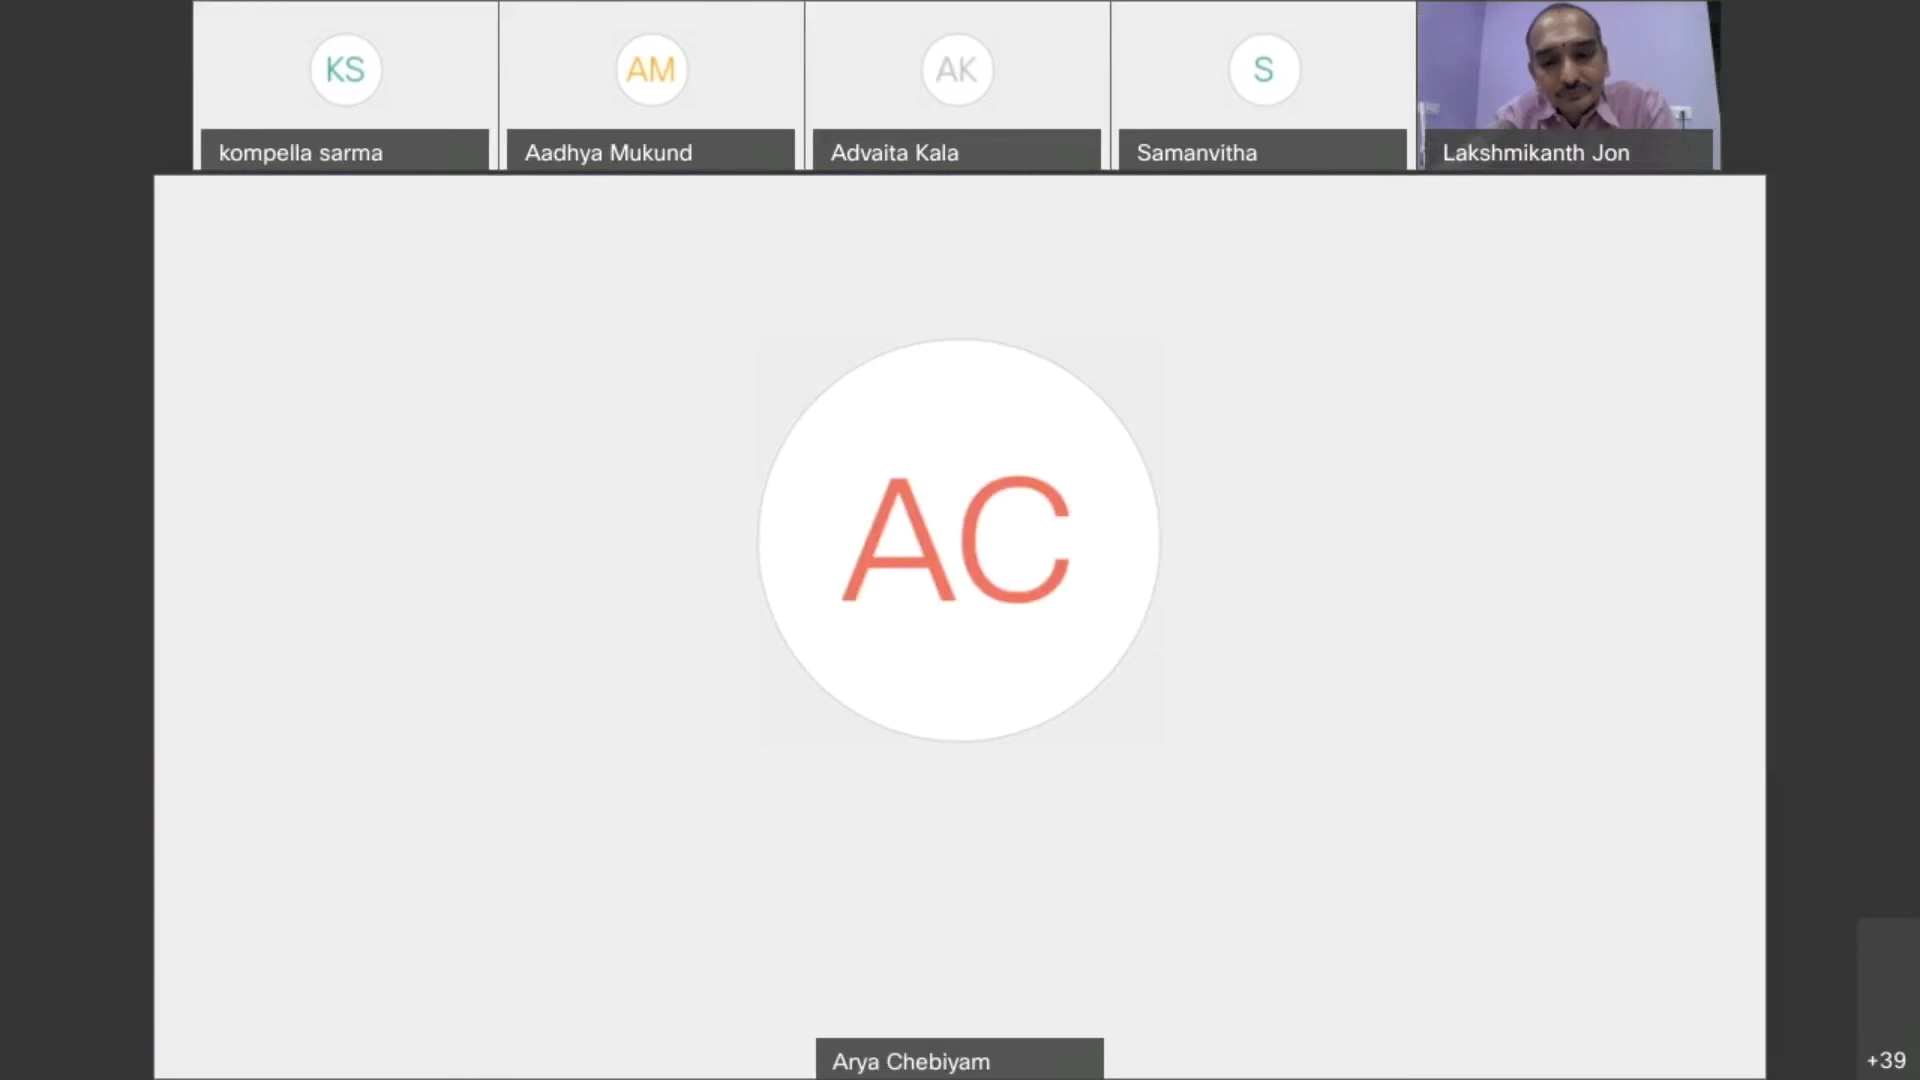 KS
AM
AK
S
kompella sarma
Aadhya Mukund
Advaita Kala
Samanvitha
Lakshmikanth Jon
AC
Arya Chebiyam
+39